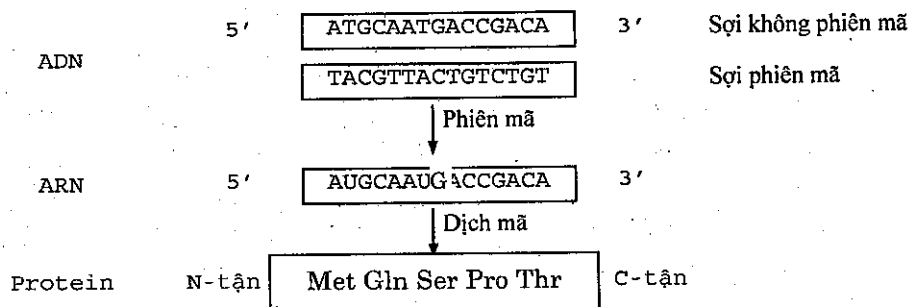 5' ATGCAATGACCGACA 3' Sợi không phiên mã
ADN
TACGTTACTGTCTGT Sợi phiên mã
Phiên mã
ARN 5' AUGCAAUGACCGACA 3'
Dịch mã
Protein N-tận Met Gln Ser Pro Thr C-tận